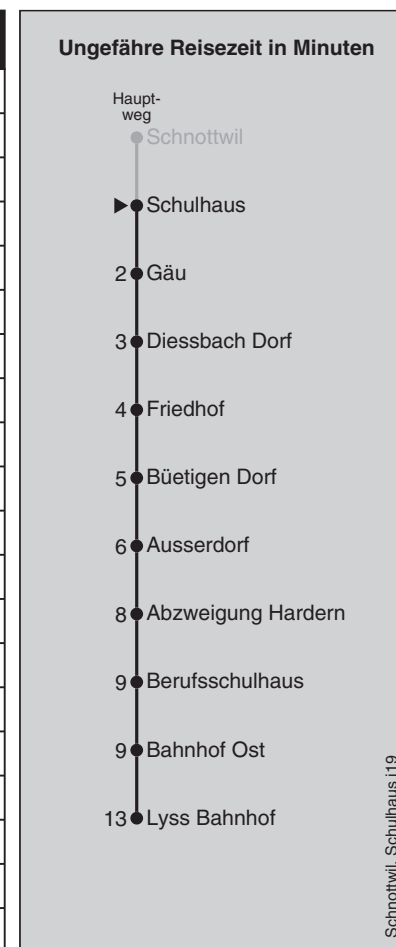 Ungefähre Reisezeit in Minuten
Haupt-
weg
Schnottwil
Schulhaus
2 Gäu
3 Diessbach Dorf
4 Friedhof
5 Büetigen Dorf
6 Ausserdorf
8 Abzweigung Hardern
9 Berufsschulhaus
9 Bahnhof Ost
13 Lyss Bahnhof
Schnottwil, Schulhaus j19